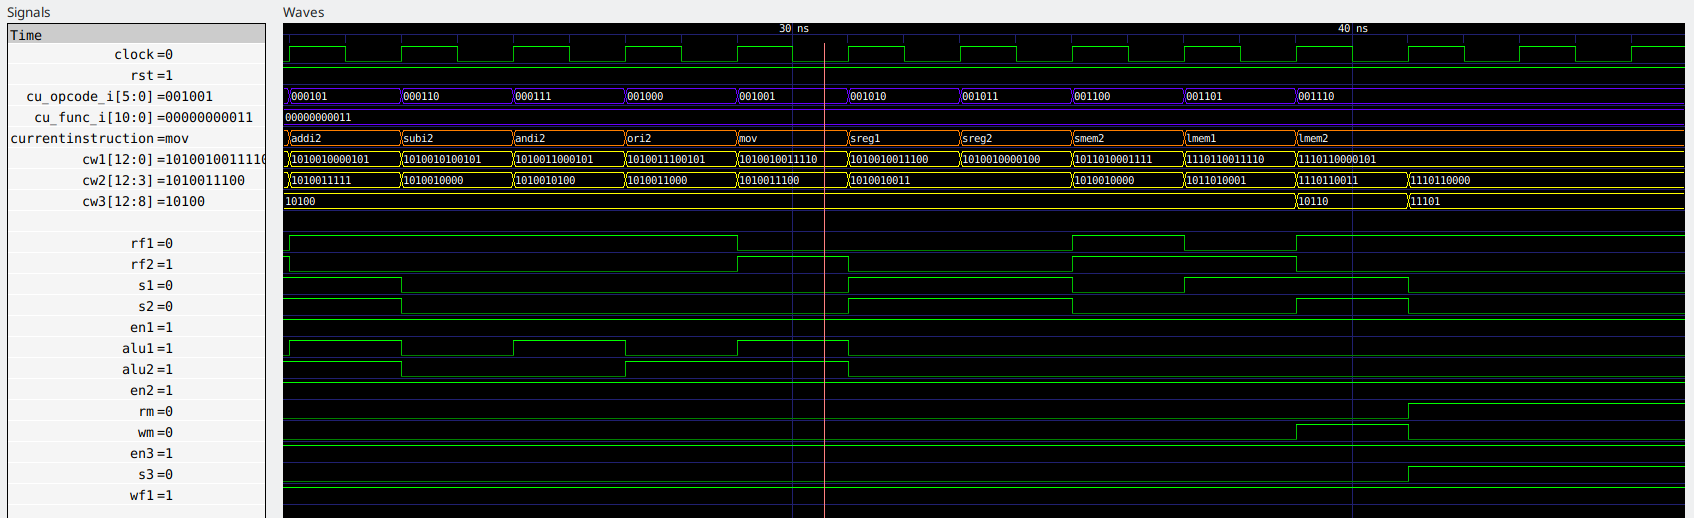 Signals
Waves
Time
30 ns
40 ns
clock=0
rst=1
cu_opcode_i[5:0]=001001
000101 000110 000111 001000 001001 001010 001011 001100 001101 001110
cu_func_i[10:0]=00000000011
00000000011
currentinstruction=mov
addi2 subi2 andi2 ori2 mov sreg1 sreg2 smem2 lmem1 lmem2
cw1[12:0]=1010010011110
1010010000101 1010010100101 1010011000101 1010011100101 1010010011110 1010010011100 1010010000100 1011010001111 1110110011110 1110110000101
cw2[12:3]=1010011100
1010011111 1010010000 1010010100 1010011000 1010011100 1010010011 1010010000 1011010001 1110110011 1110110000
cw3[12:8]=10100
10100 10110 11101
rf1=0
rf2=1
s1=0
s2=0
en1=1
alu1=1
alu2=1
en2=1
rm=0
wm=0
en3=1
s3=0
wf1=1